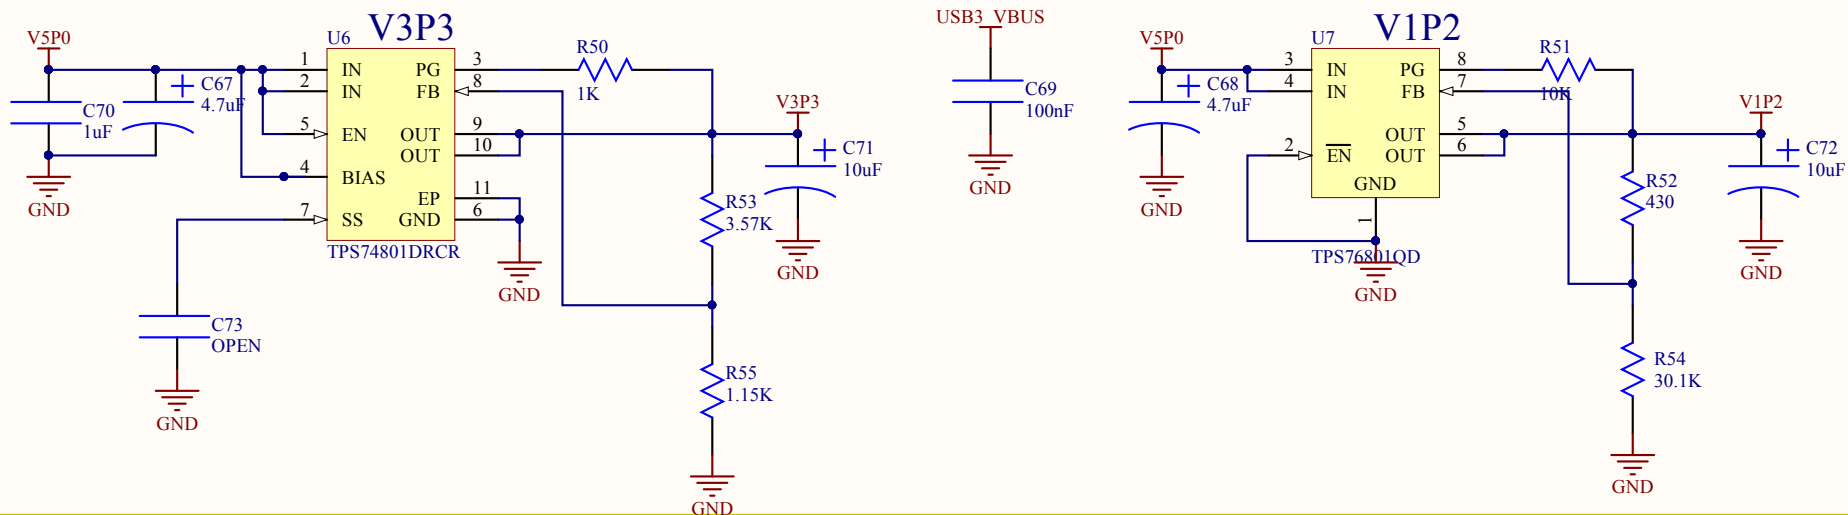 V3P3
V5P0
U6
1 IN
2 IN
5 EN
4 BIAS
7 SS
PG 3
FB 8
OUT 9
OUT 10
EP 11
GND 6
TPS74801DRCR
C70
1uF
C67
4.7uF
GND
C73
OPEN
GND
R50
1K
GND
R53
3.57K
R55
1.15K
GND
V3P3
C71
10uF
GND
USB3_VBUS
C69
100nF
GND
V1P2
V5P0
U7
3 IN
4 IN
2 EN
PG 8
FB 7
OUT 5
OUT 6
GND
1
TPS76801QD
GND
C68
4.7uF
GND
R51
10K
R52
430
R54
30.1K
GND
V1P2
C72
10uF
GND